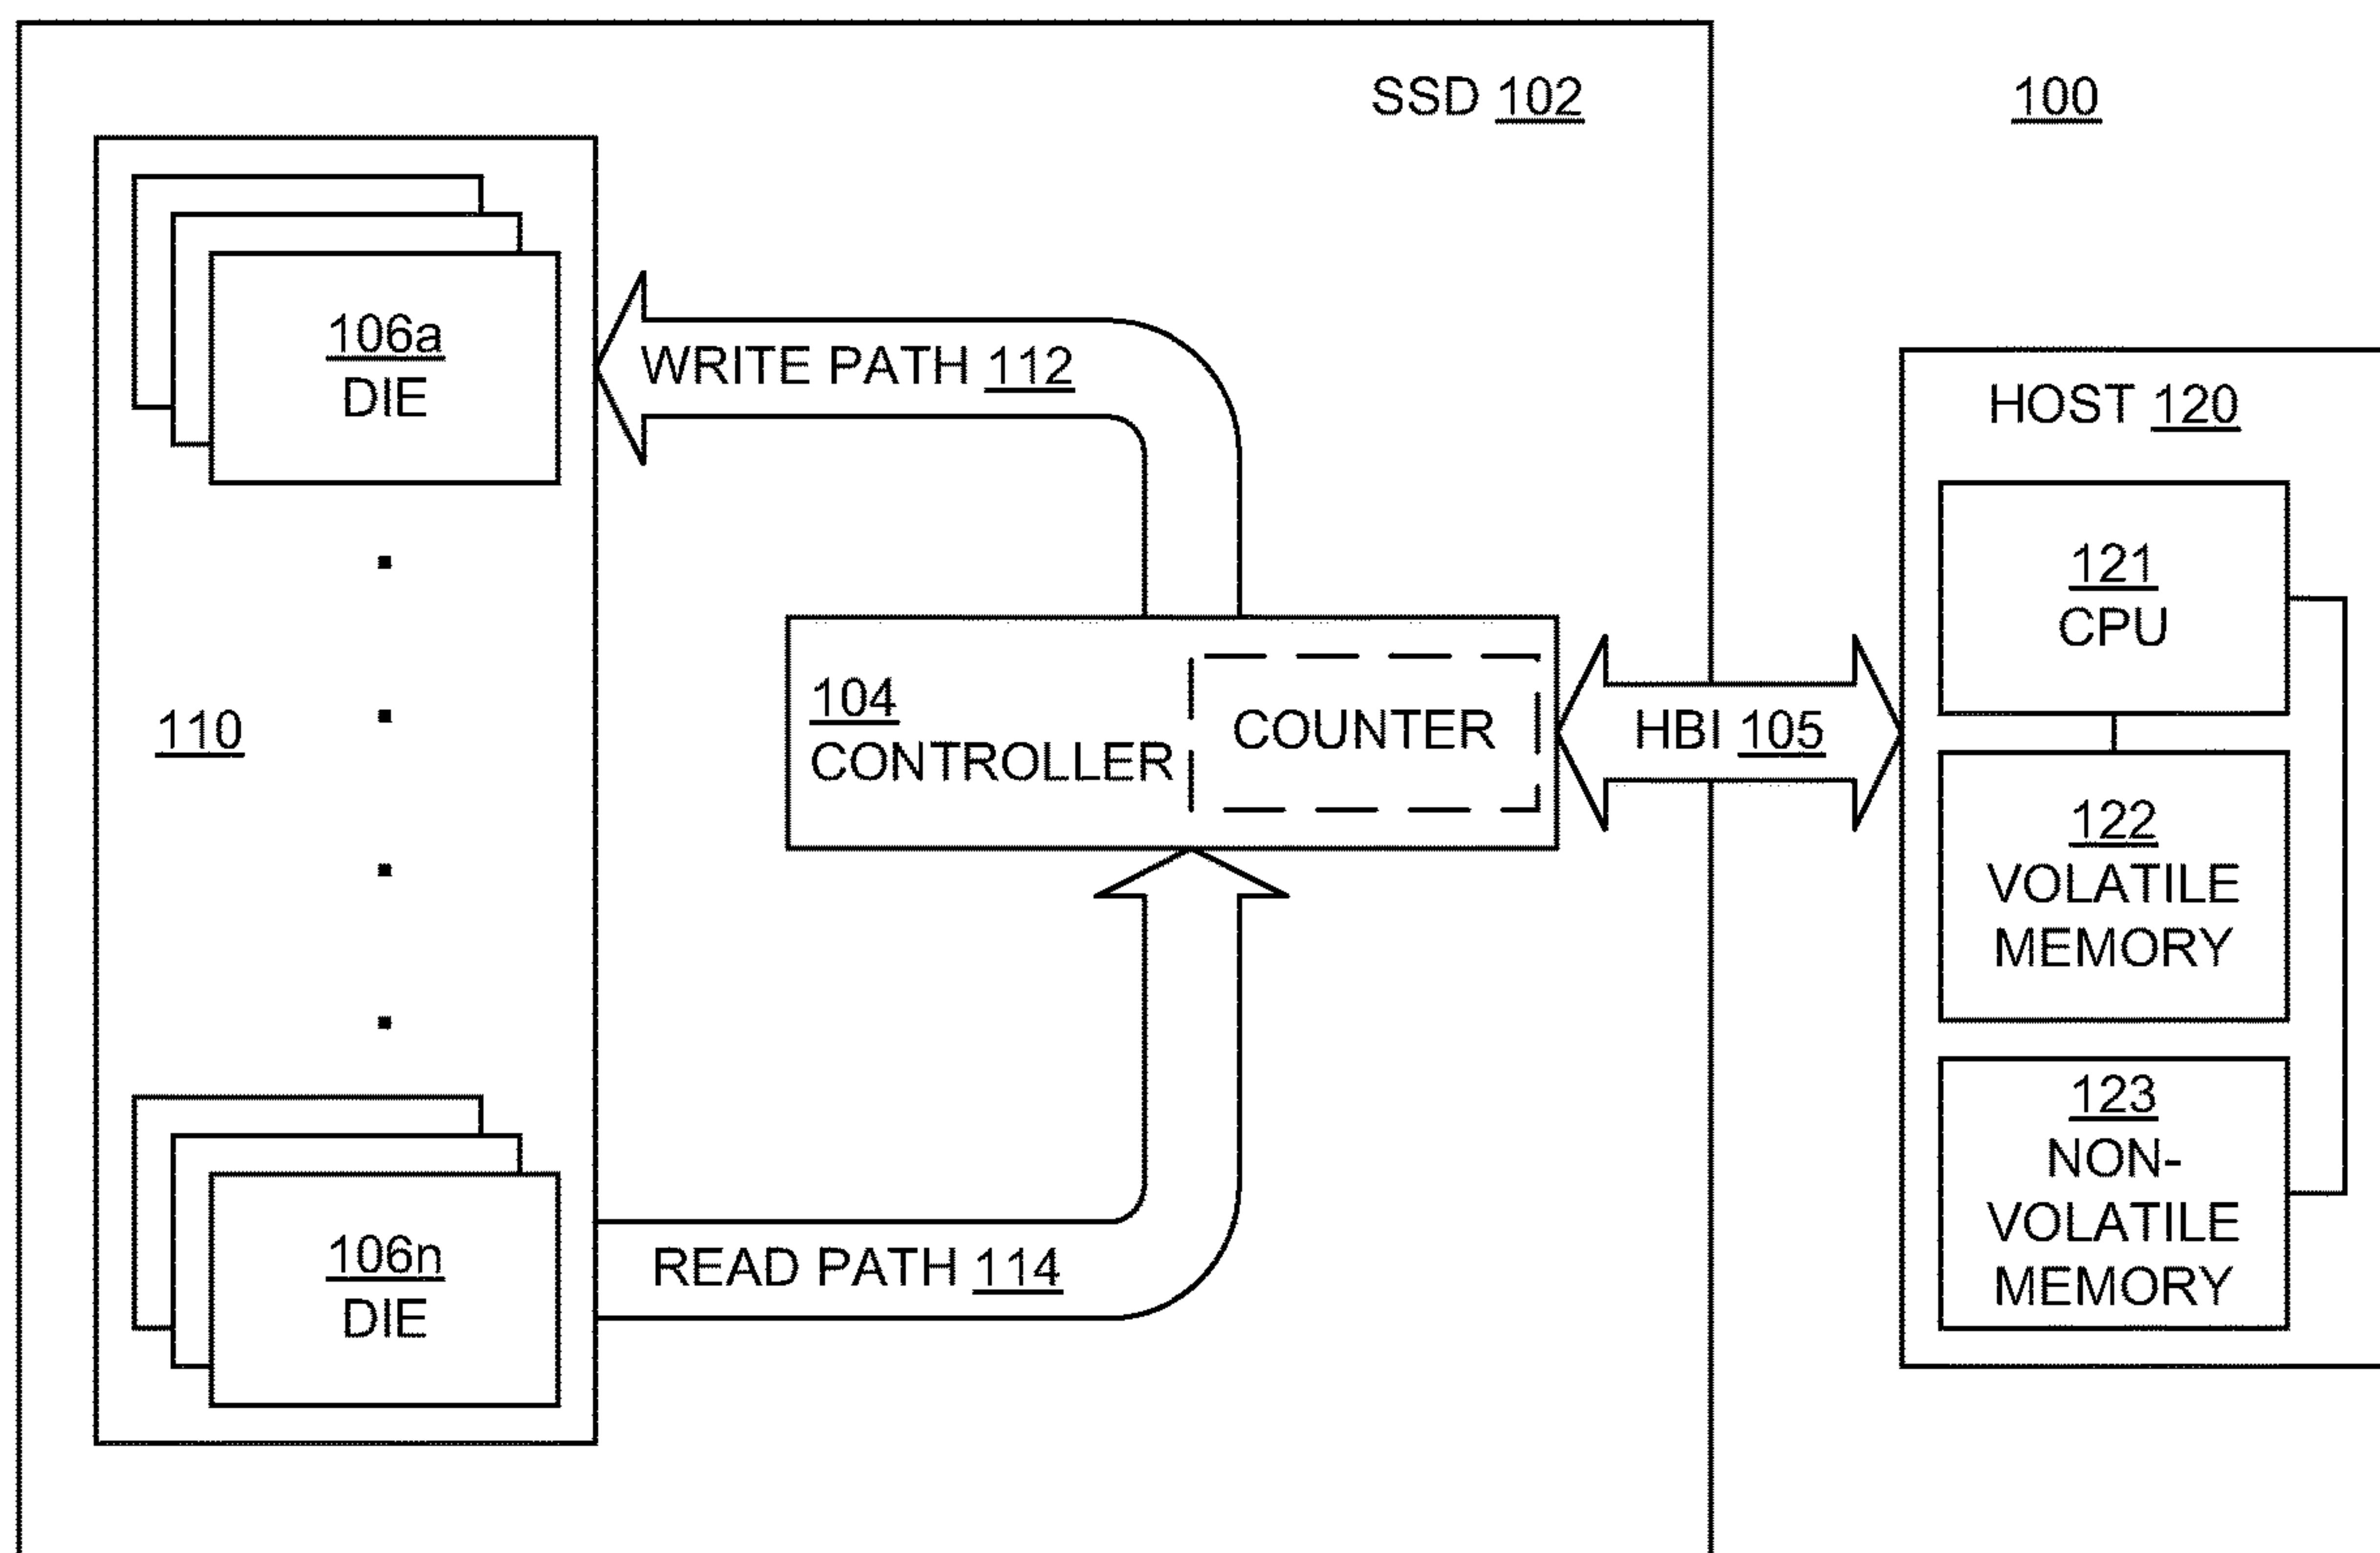 SSD 102
100
106a
DIE
WRITE PATH 112
HOST 120
121
CPU
104
CONTROLLER
COUNTER
HBI 105
110
122
VOLATILE
MEMORY
123
NON-
VOLATILE
MEMORY
106n
DIE
READ PATH 114